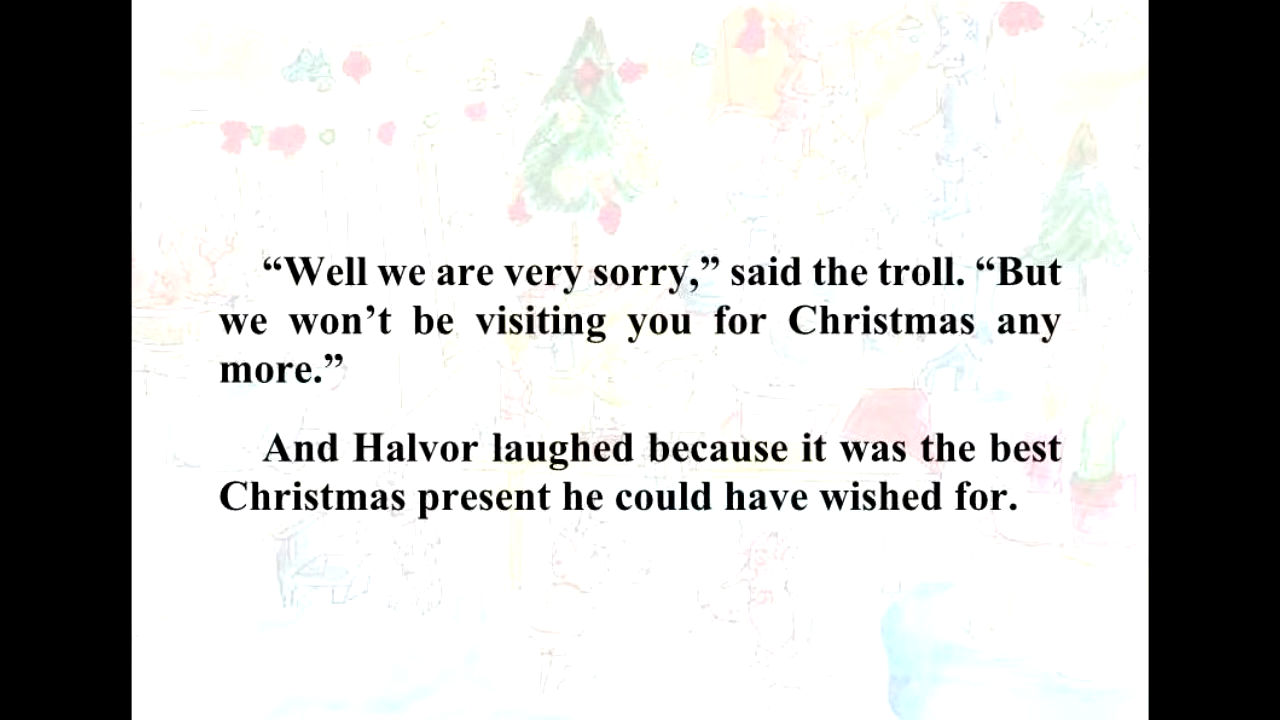 “Well we are very sorry,” said the troll. “But
we won’t be visiting you for Christmas any
more.”
And Halvor laughed because it was the best
Christmas present he could have wished for.